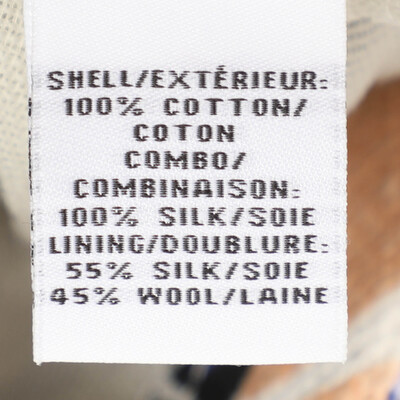 SHELL/EXTÉRIEUR:
100% COTTON/
COTON
COMBO/
COMBINAISON:
100% SILK/SOIE
LINING/DOUBLURE:
55% SILK/SOIE
45% WOOL/LAINE